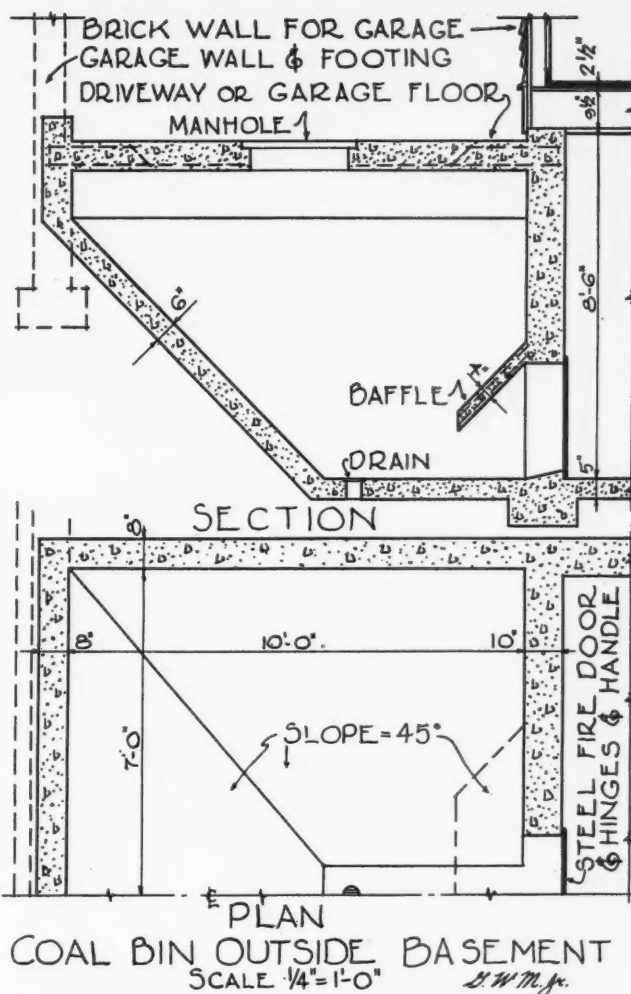 BRICK WALL FOR GARAGE
GARAGE WALL & FOOTING
DRIVEWAY OR GARAGE FLOOR
MANHOLE
2½"
9½"
8'-6"
6"
4"
BAFFLE
DRAIN
5"
SECTION
8"
8"
10'-0"
10"
7'-0"
SLOPE = 45°
STEEL FIRE DOOR
& HINGES & HANDLE
PLAN
COAL BIN OUTSIDE BASEMENT
SCALE ¼"=1'-0"
G.W.M.Jr.